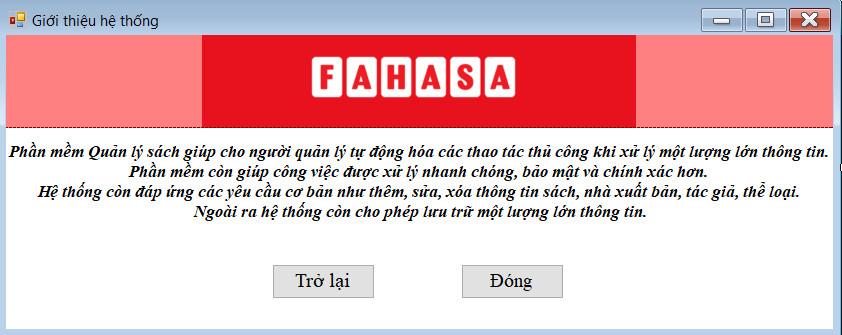 Giới thiệu hệ thống
FAHASA
Phần mềm Quản lý sách giúp cho người quản lý tự động hóa các thao tác thủ công khi xử lý một lượng lớn thông tin.
Phần mềm còn giúp công việc được xử lý nhanh chóng, bảo mật và chính xác hơn.
Hệ thống còn đáp ứng các yêu cầu cơ bản như thêm, sửa, xóa thông tin sách, nhà xuất bản, tác giả, thể loại.
Ngoài ra hệ thống còn cho phép lưu trữ một lượng lớn thông tin.
Trở lại
Đóng